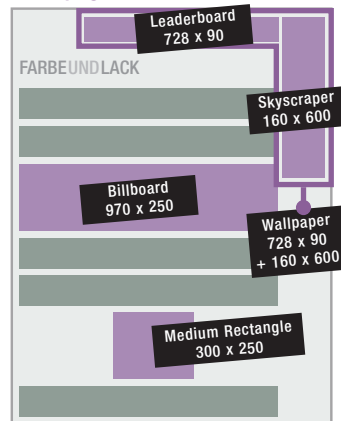 Leaderboard
728 x 90
FARBEUNDLACK
Skyscraper
160 x 600
Billboard
970 x 250
Wallpaper
728 x 90
+ 160 x 600
Medium Rectangle
300 x 250